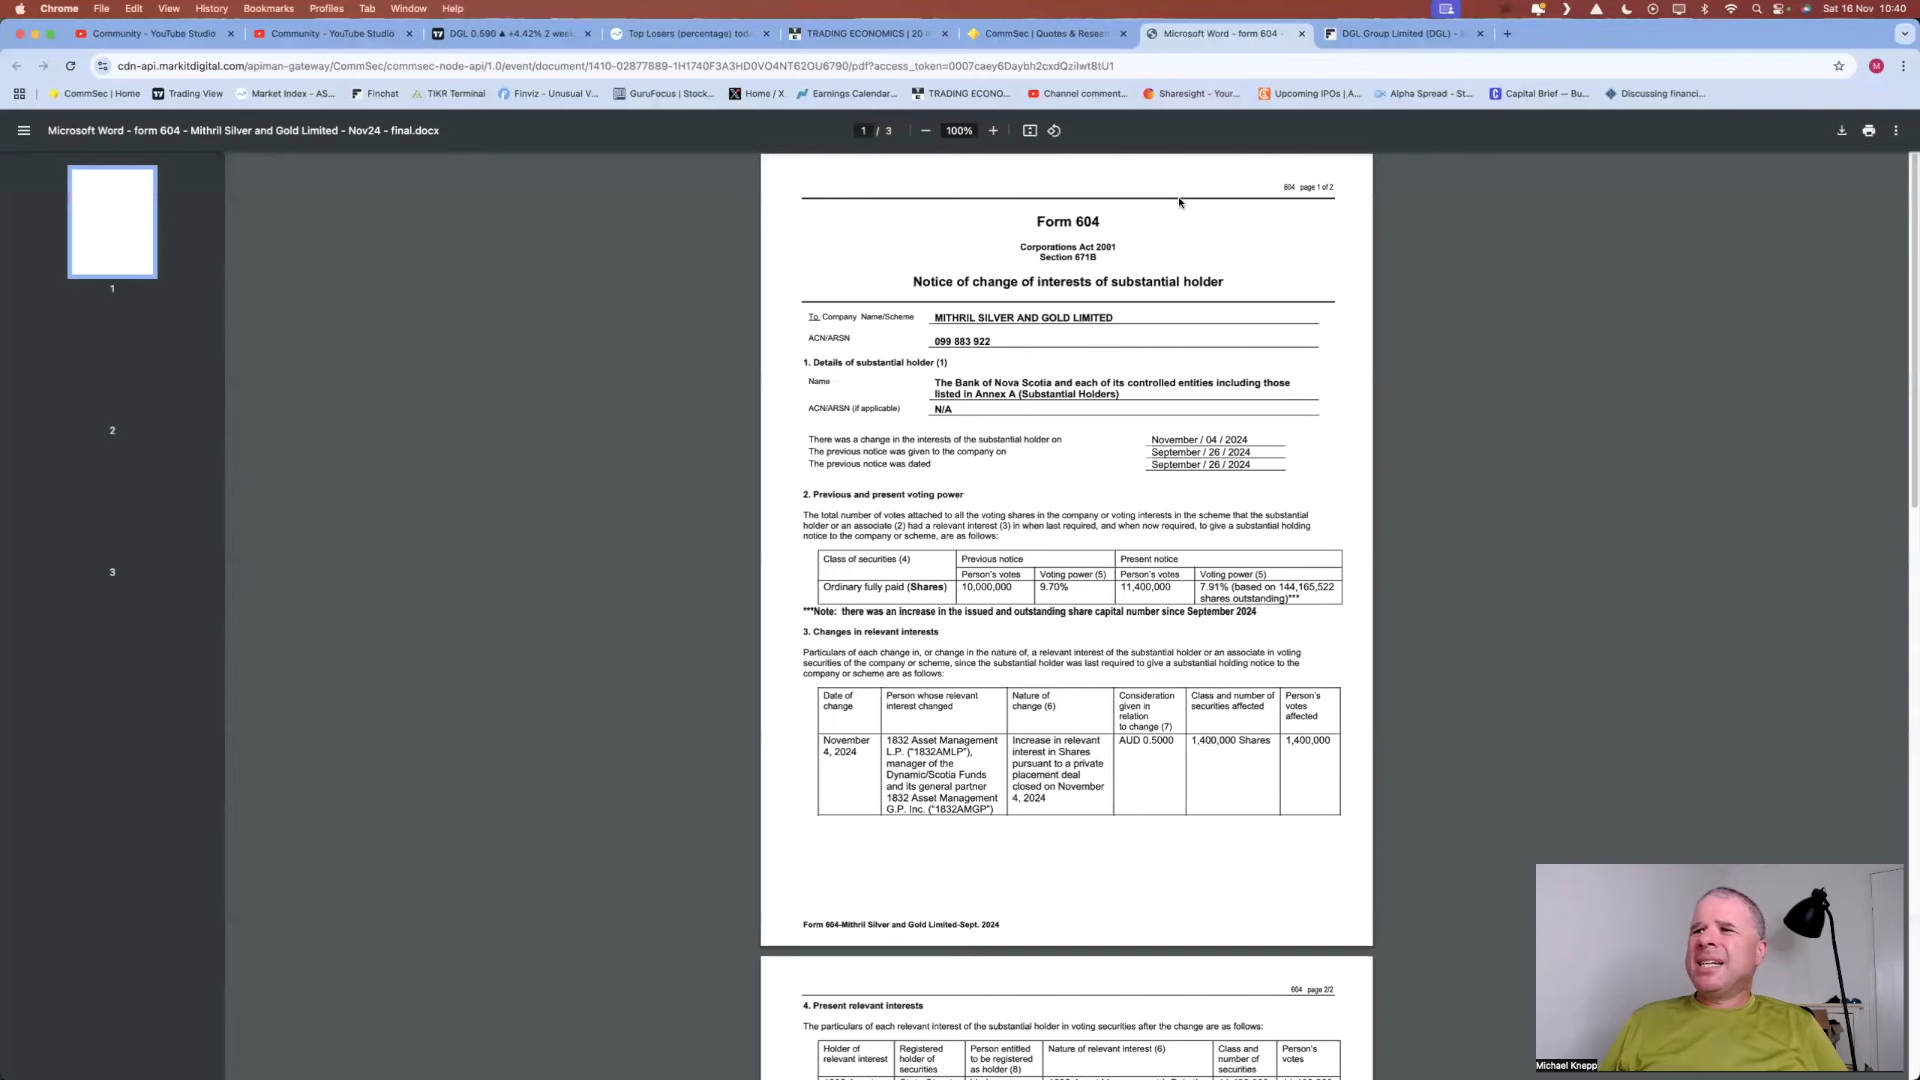 Chrome File Edit View History Bookmarks Profiles Tab Window Help Sat 16 Nov 10:40
Community - YouTube Studio Community - YouTube Studio DGL 0.590 ▲ +4.42% 2 wee Top Losers (percentage) tod TRADING ECONOMICS | 20 CommSec | Quotes & Resea Microsoft Word - form 604 - DGL Group Limited (DGL) -
cdn-api.markitdigital.com/apiman-gateway/CommSec/commsec-node-api/1.0/event/document/1410-02877889-1H1740F3A3HD0VO4NT62OU6790/pdf?access_token=0007caey6Daybh2cxdQzilwt8tU1
CommSec | Home Trading View Market Index - AS... Finchat TIKR Terminal Finviz - Unusual V... GuruFocus | Stock... Home / X Earnings Calendar... TRADING ECONO... Channel comment... Sharesight - Your... Upcoming IPOs | A... Alpha Spread - St... Capital Brief — Bu... Discussing financi...
Microsoft Word - form 604 - Mithril Silver and Gold Limited - Nov24 - final.docx 1 / 3 100%
1
2
3
604 page 1 of 2
Form 604
Corporations Act 2001
Section 671B
Notice of change of interests of substantial holder
To Company Name/Scheme MITHRIL SILVER AND GOLD LIMITED
ACN/ARSN 099 883 922
1. Details of substantial holder (1)
Name The Bank of Nova Scotia and each of its controlled entities including those
listed in Annex A (Substantial Holders)
ACN/ARSN (if applicable) N/A
There was a change in the interests of the substantial holder on November / 04 / 2024
The previous notice was given to the company on September / 26 / 2024
The previous notice was dated September / 26 / 2024
2. Previous and present voting power
The total number of votes attached to all the voting shares in the company or voting interests in the scheme that the substantial
holder or an associate (2) had a relevant interest (3) in when last required, and when now required, to give a substantial holding
notice to the company or scheme, are as follows:
Class of securities (4) Previous notice Present notice
Person's votes Voting power (5) Person's votes Voting power (5)
Ordinary fully paid (Shares) 10,000,000 9.70% 11,400,000 7.91% (based on 144,165,522
shares outstanding)***
***Note: there was an increase in the issued and outstanding share capital number since September 2024
3. Changes in relevant interests
Particulars of each change in, or change in the nature of, a relevant interest of the substantial holder or an associate in voting
securities of the company or scheme, since the substantial holder was last required to give a substantial holding notice to the
company or scheme are as follows:
Date of Person whose relevant Nature of Consideration Class and number of Person's
change interest changed change (6) given in securities affected votes
relation affected
to change (7)
November 1832 Asset Management Increase in relevant AUD 0.5000 1,400,000 Shares 1,400,000
4, 2024 L.P. ("1832AMLP"), interest in Shares
manager of the pursuant to a private
Dynamic/Scotia Funds placement deal
and its general partner closed on November
1832 Asset Management 4, 2024
G.P. Inc. ("1832AMGP")
Form 604-Mithril Silver and Gold Limited-Sept. 2024
604 page 2/2
4. Present relevant interests
The particulars of each relevant interest of the substantial holder in voting securities after the change are as follows:
Holder of Registered Person entitled Nature of relevant interest (6) Class and Person's
relevant interest holder of to be registered number of votes
securities as holder (8) securities
Michael Knepp